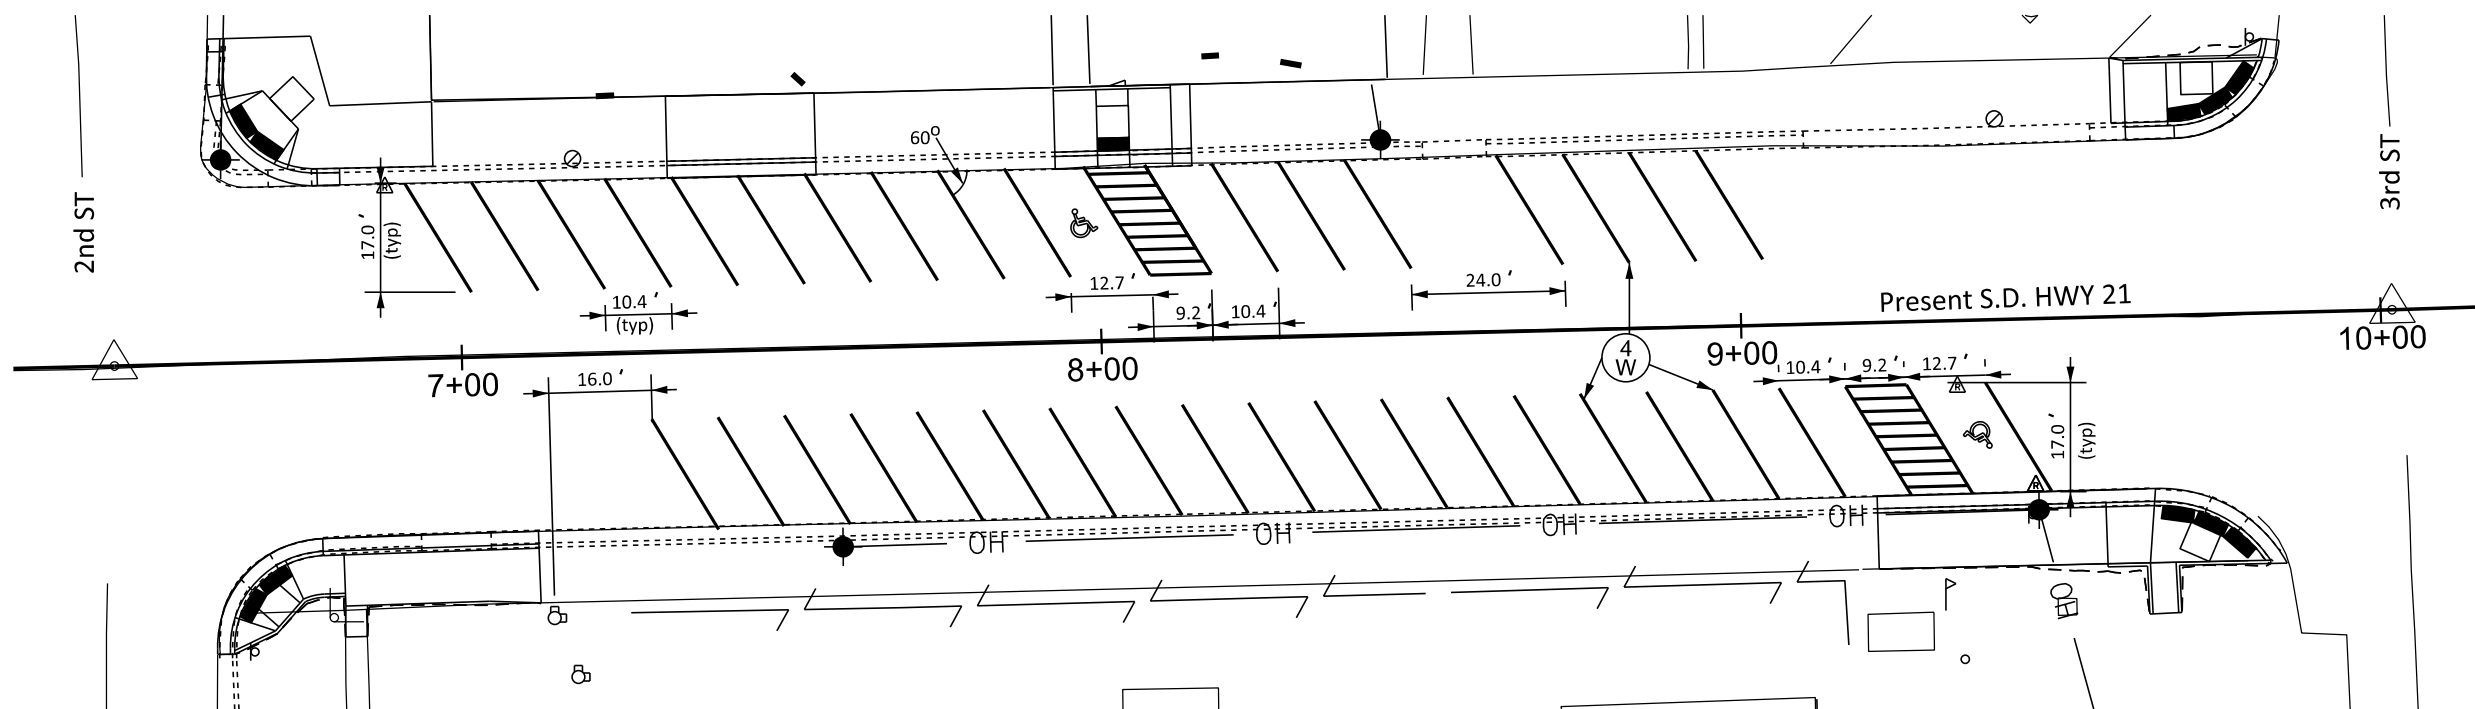 60°
2nd ST
3rd ST
17.0 ′
(typ)
10.4 ′
(typ)
12.7 ′
9.2 ′
10.4 ′
24.0 ′
Present S.D. HWY 21
7+00
8+00
9+00
10+00
4
W
16.0 ′
10.4 ′
9.2 ′
12.7 ′
17.0 ′
(typ)
R
R
R
OH
OH
OH
OH
p
p